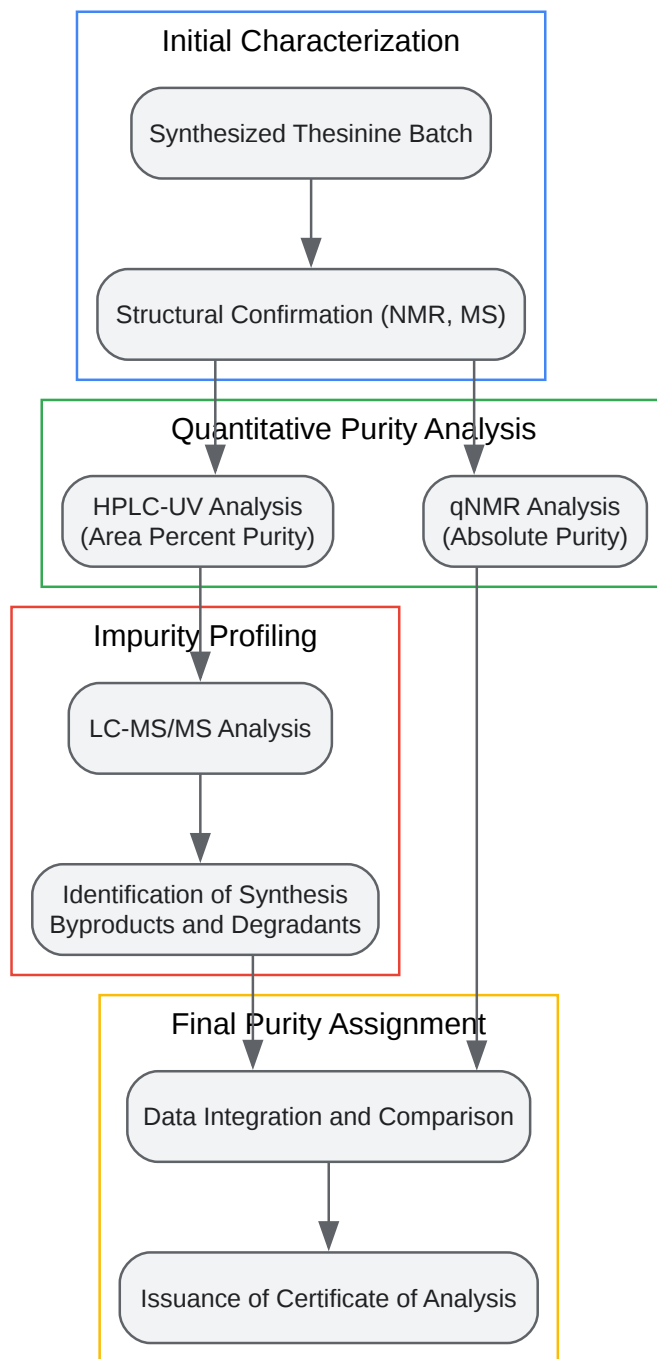 Initial Characterization
Synthesized Thesinine Batch
Structural Confirmation (NMR, MS)
Quantitative Purity Analysis
HPLC-UV Analysis
(Area Percent Purity)
qNMR Analysis
(Absolute Purity)
Impurity Profiling
LC-MS/MS Analysis
Identification of Synthesis
Byproducts and Degradants
Final Purity Assignment
Data Integration and Comparison
Issuance of Certificate of Analysis